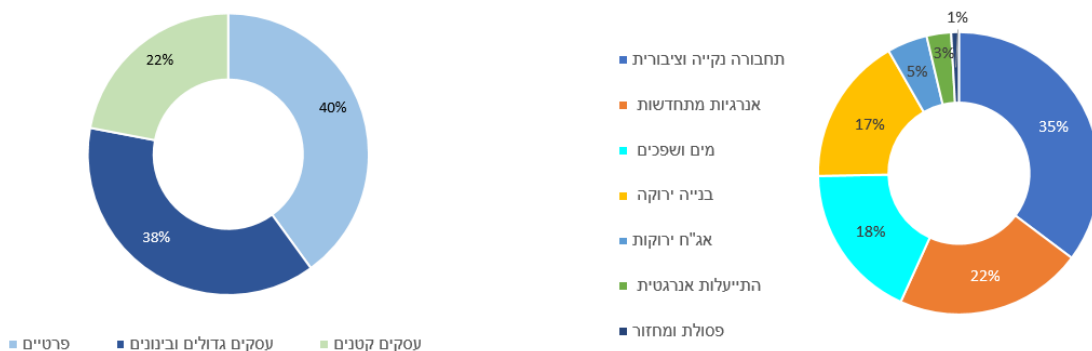 22%
40%
38%
פרטיים
עסקים גדולים ובינוניים
עסקים קטנים
1%
3%
5%
17%
35%
18%
22%
תחבורה נקייה וציבורית
אנרגיות מתחדשות
מים ושפכים
בנייה ירוקה
אג"ח ירוקות
התייעלות אנרגטית
פסולת ומחזור